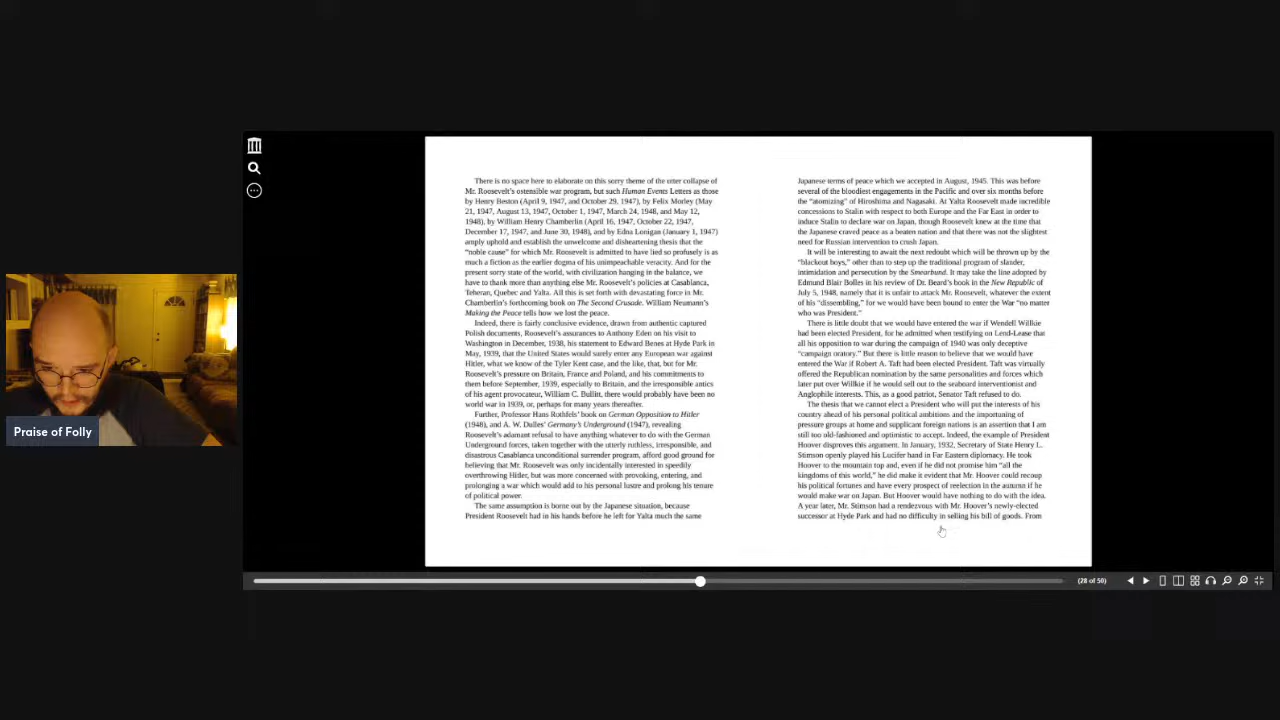 There is no space here to elaborate on this sorry theme of the utter collapse of
Mr. Roosevelt's ostensible war program, but such Human Events Letters as those
by Henry Beston (April 9, 1947, and October 29, 1947), by Felix Morley (May
21, 1947, August 13, 1947, October 1, 1947, March 24, 1948, and May 12,
1948), by William Henry Chamberlin (April 16, 1947, October 22, 1947,
December 17, 1947, and June 30, 1948), and by Edna Lonigan (January 1, 1947)
amply uphold and establish the unwelcome and disheartening thesis that the
“noble cause” for which Mr. Roosevelt is admitted to have lied so profusely is as
much a fiction as the earlier dogma of his unimpeachable veracity. And for the
present sorry state of the world, with civilization hanging in the balance, we
have to thank more than anything else Mr. Roosevelt's policies at Casablanca,
Teheran, Quebec and Yalta. All this is set forth with devastating force in Mr.
Chamberlin's forthcoming book on The Second Crusade. William Neumann's
Making the Peace tells how we lost the peace.
Indeed, there is fairly conclusive evidence, drawn from authentic captured
Polish documents, Roosevelt's assurances to Anthony Eden on his visit to
Washington in December, 1938, his statement to Edward Benes at Hyde Park in
May, 1939, that the United States would surely enter any European war against
Hitler, what we know of the Tyler Kent case, and the like, that, but for Mr.
Roosevelt's pressure on Britain, France and Poland, and his commitments to
them before September, 1939, especially to Britain, and the irresponsible antics
of his agent provocateur, William C. Bullitt, there would probably have been no
world war in 1939, or, perhaps for many years thereafter.
Further, Professor Hans Rothfels' book on German Opposition to Hitler
(1948), and A. W. Dulles' Germany's Underground (1947), revealing
Roosevelt's adamant refusal to have anything whatever to do with the German
Underground forces, taken together with the utterly ruthless, irresponsible, and
disastrous Casablanca unconditional surrender program, afford good ground for
believing that Mr. Roosevelt was only incidentally interested in speedily
overthrowing Hitler, but was more concerned with provoking, entering, and
prolonging a war which would add to his personal lustre and prolong his tenure
of political power.
The same assumption is borne out by the Japanese situation, because
President Roosevelt had in his hands before he left for Yalta much the same
Japanese terms of peace which we accepted in August, 1945. This was before
several of the bloodiest engagements in the Pacific and over six months before
the “atomizing” of Hiroshima and Nagasaki. At Yalta Roosevelt made incredible
concessions to Stalin with respect to both Europe and the Far East in order to
induce Stalin to declare war on Japan, though Roosevelt knew at the time that
the Japanese craved peace as a beaten nation and that there was not the slightest
need for Russian intervention to crush Japan.
It will be interesting to await the next redoubt which will be thrown up by the
“blackout boys,” other than to step up the traditional program of slander,
intimidation and persecution by the Smearbund. It may take the line adopted by
Edmund Blair Bolles in his review of Dr. Beard's book in the New Republic of
July 5, 1948, namely that it is unfair to attack Mr. Roosevelt, whatever the extent
of his “dissembling,” for we would have been bound to enter the War “no matter
who was President.”
There is little doubt that we would have entered the war if Wendell Willkie
had been elected President, for he admitted when testifying on Lend-Lease that
all his opposition to war during the campaign of 1940 was only deceptive
“campaign oratory.” But there is little reason to believe that we would have
entered the War if Robert A. Taft had been elected President. Taft was virtually
offered the Republican nomination by the same personalities and forces which
later put over Willkie if he would sell out to the seaboard interventionist and
Anglophile interests. This, as a good patriot, Senator Taft refused to do.
The thesis that we cannot elect a President who will put the interests of his
country ahead of his personal political ambitions and the importuning of
pressure groups at home and supplicant foreign nations is an assertion that I am
still too old-fashioned and optimistic to accept. Indeed, the example of President
Hoover disproves this argument. In January, 1932, Secretary of State Henry L.
Stimson openly played his Lucifer hand in Far Eastern diplomacy. He took
Hoover to the mountain top and, even if he did not promise him “all the
kingdoms of this world,” he did make it evident that Mr. Hoover could recoup
his political fortunes and have every prospect of reelection in the autumn if he
would make war on Japan. But Hoover would have nothing to do with the idea.
A year later, Mr. Stimson had a rendezvous with Mr. Hoover's newly-elected
successor at Hyde Park and had no difficulty in selling his bill of goods. From
Praise of Folly
(28 of 50)